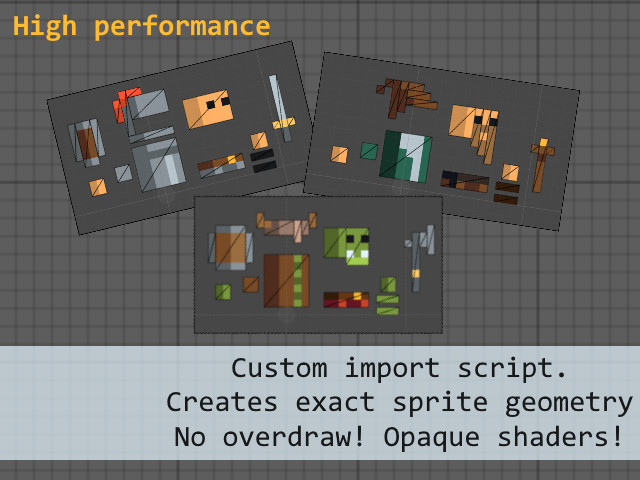 High performance
Custom import script.
Creates exact sprite geometry
No overdraw! Opaque shaders!